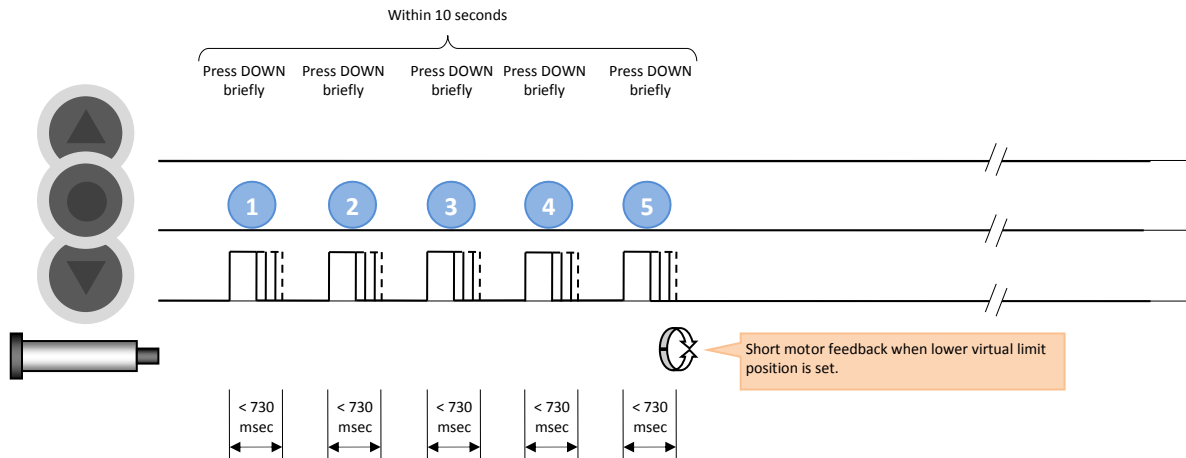 Within 10 seconds
Press DOWN briefly
Press DOWN briefly
Press DOWN briefly
Press DOWN briefly
Press DOWN briefly
1
2
3
4
5
Short motor feedback when lower virtual limit
position is set.
< 730
msec
< 730
msec
< 730
msec
< 730
msec
< 730
msec